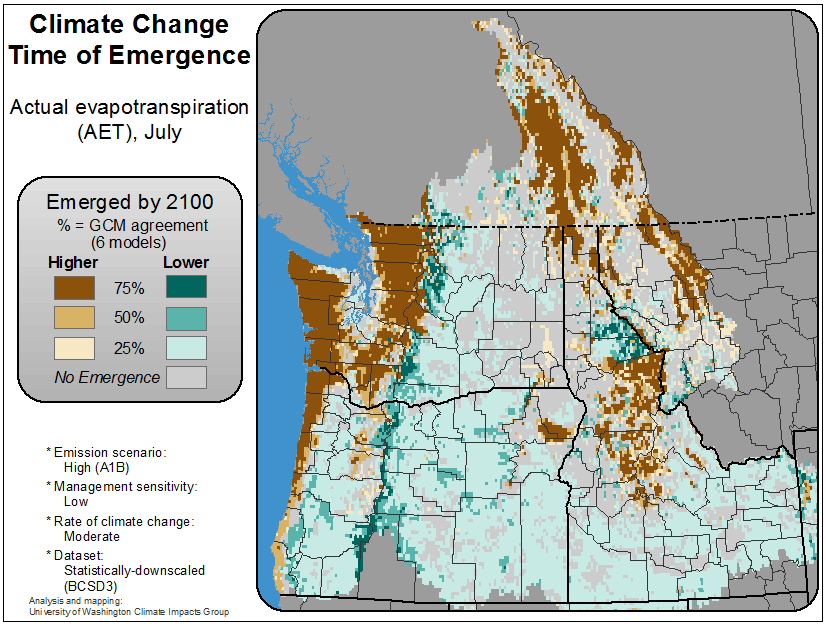 Climate Change
Time of Emergence
Actual evapotranspiration
(AET), July
Emerged by 2100
% = GCM agreement
(6 models)
Higher Lower
75%
50%
25%
No Emergence
* Emission scenario:
High (A1B)
* Management sensitivity:
Low
* Rate of climate change:
Moderate
* Dataset:
Statistically-downscaled
(BCSD3)
Analysis and mapping:
University of Washington Climate Impacts Group